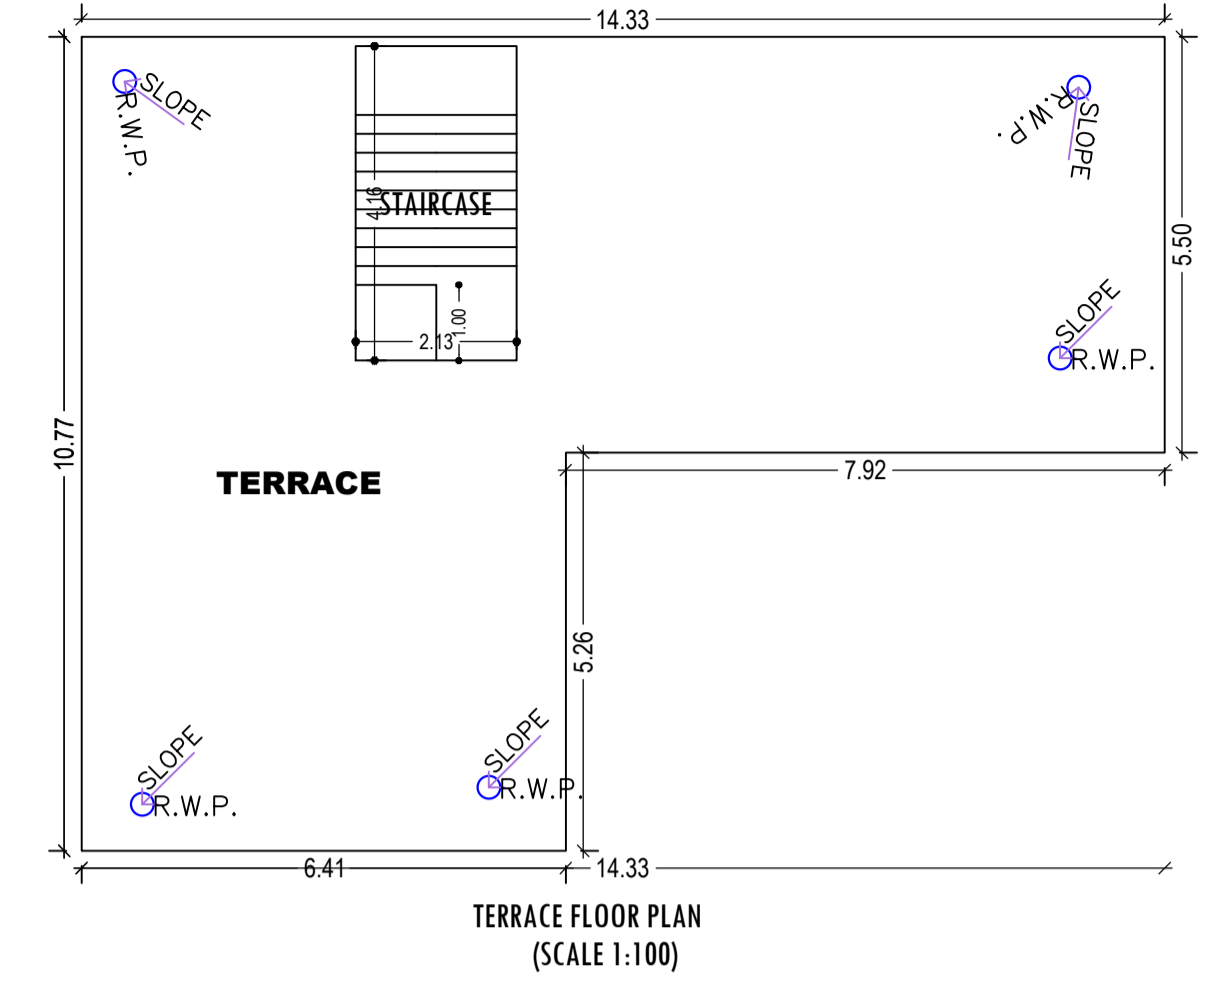 14.33
SLOPE
R.W.P.
R.W.P.
SLOPE
4.16
STAIRCASE
5.50
SLOPE
R.W.P.
1.00
2.13
10.77
TERRACE
7.92
5.26
SLOPE
R.W.P.
SLOPE
R.W.P.
6.41
14.33
TERRACE FLOOR PLAN
(SCALE 1:100)